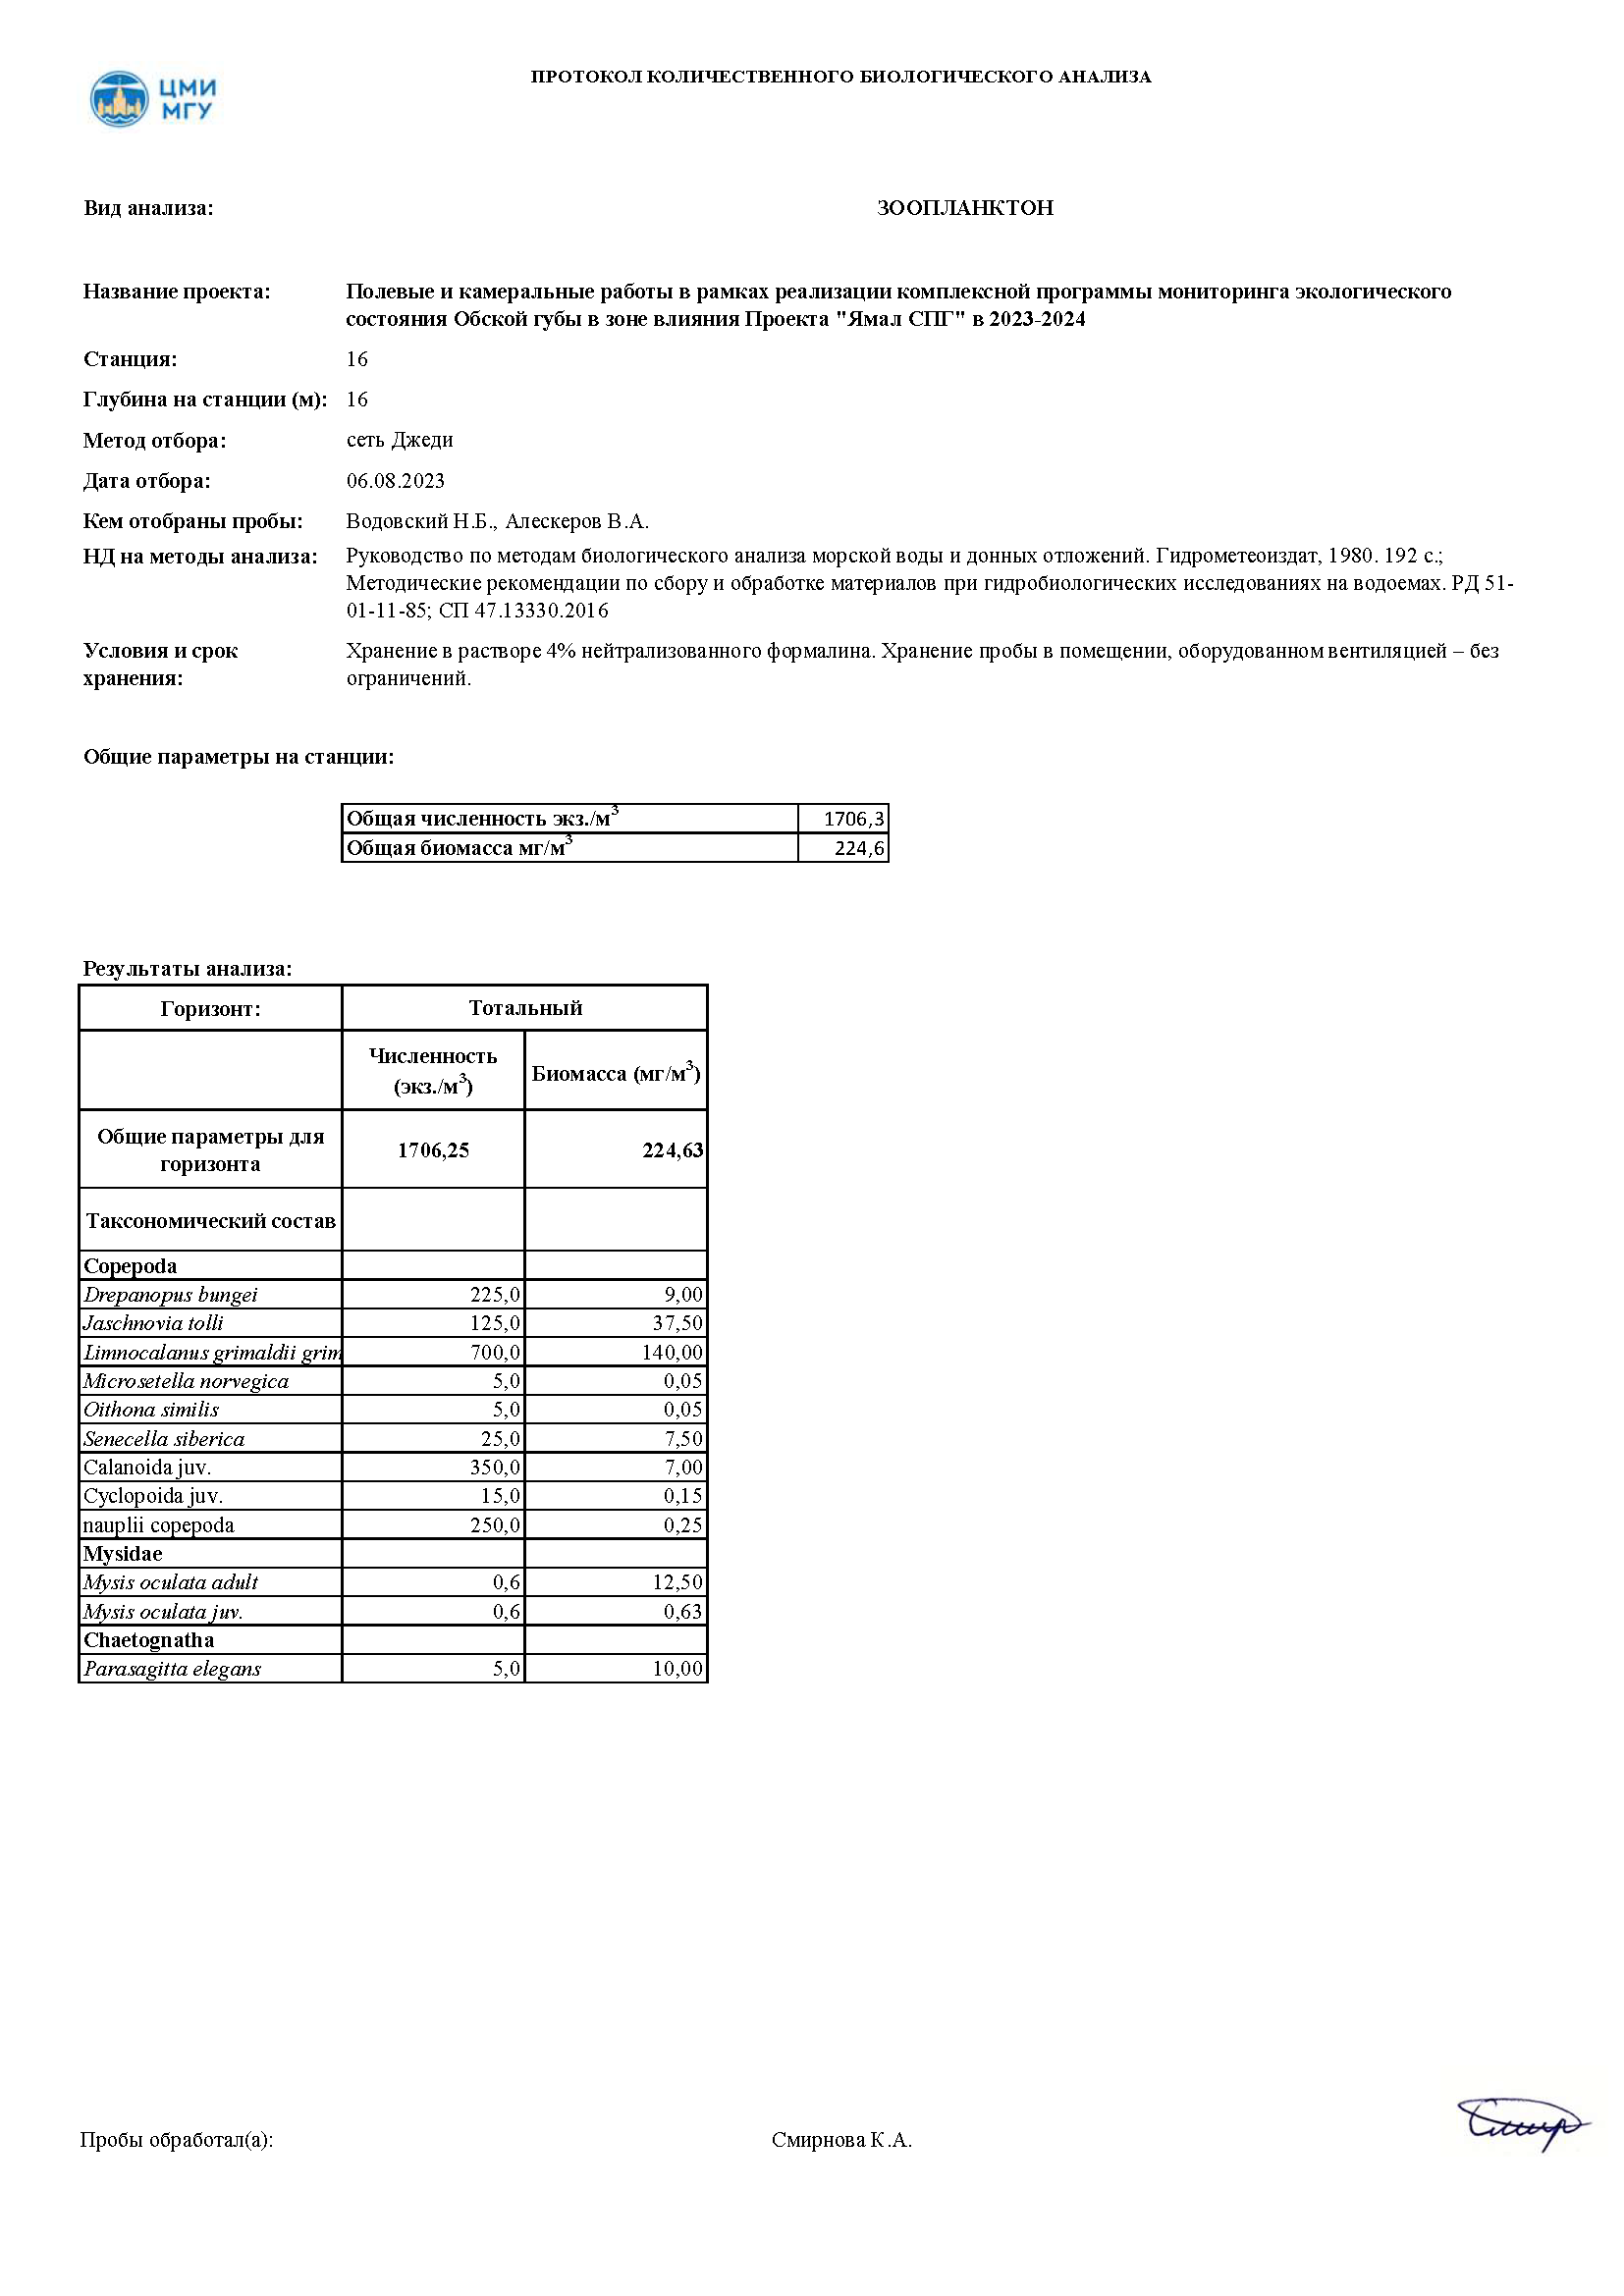 ЦМИ
МГУ
ПРОТОКОЛ КОЛИЧЕСТВЕННОГО БИОЛОГИЧЕСКОГО АНАЛИЗА
Вид анализа: ЗООПЛАНКТОН
Название проекта: Полевые и камеральные работы в рамках реализации комплексной программы мониторинга экологического
состояния Обской губы в зоне влияния Проекта "Ямал СПГ" в 2023-2024
Станция: 16
Глубина на станции (м): 16
Метод отбора: сеть Джеди
Дата отбора: 06.08.2023
Кем отобраны пробы: Водовский Н.Б., Алескеров В.А.
НД на методы анализа: Руководство по методам биологического анализа морской воды и донных отложений. Гидрометеоиздат, 1980. 192 с.;
Методические рекомендации по сбору и обработке материалов при гидробиологических исследованиях на водоемах. РД 51-
01-11-85; СП 47.13330.2016
Условия и срок хранения: Хранение в растворе 4% нейтрализованного формалина. Хранение пробы в помещении, оборудованном вентиляцией – без
ограничений.
Общие параметры на станции:
Общая численность экз./м³ 1706,3
Общая биомасса мг/м³ 224,6
Результаты анализа:
Горизонт: Тотальный
Численность (экз./м³) Биомасса (мг/м³)
Общие параметры для горизонта 1706,25 224,63
Таксономический состав
Copepoda
Drepanopus bungei 225,0 9,00
Jaschnovia tolli 125,0 37,50
Limnocalanus grimaldii grim 700,0 140,00
Microsetella norvegica 5,0 0,05
Oithona similis 5,0 0,05
Senecella siberica 25,0 7,50
Calanoida juv. 350,0 7,00
Cyclopoida juv. 15,0 0,15
nauplii copepoda 250,0 0,25
Mysidae
Mysis oculata adult 0,6 12,50
Mysis oculata juv. 0,6 0,63
Chaetognatha
Parasagitta elegans 5,0 10,00
Пробы обработал(а): Смирнова К.А.